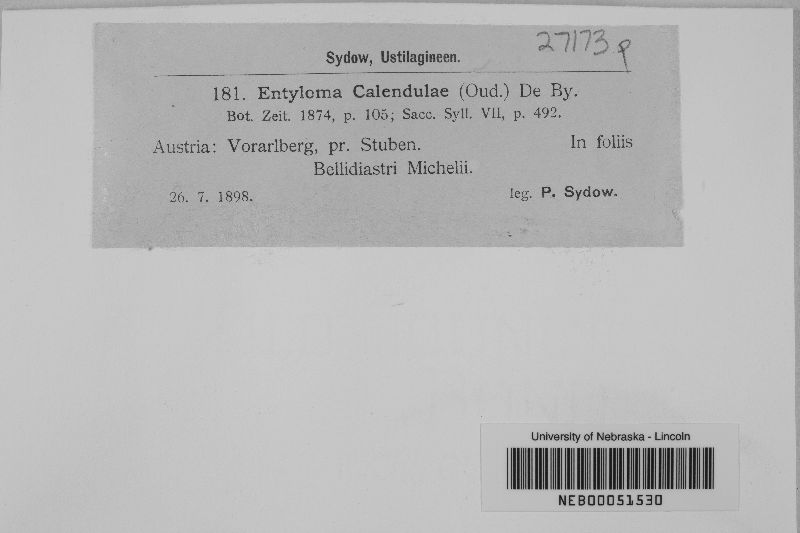 27173 p
Sydow, Ustilagineen.
181. Entyloma Calendulae (Oud.) De By.
Bot. Zeit. 1874, p. 105; Sacc. Syll. VII, p. 492.
Austria: Vorarlberg, pr. Stuben. In foliis
Bellidiastri Michelii.
26. 7. 1898. leg. P. Sydow.
University of Nebraska - Lincoln
NEB00051530